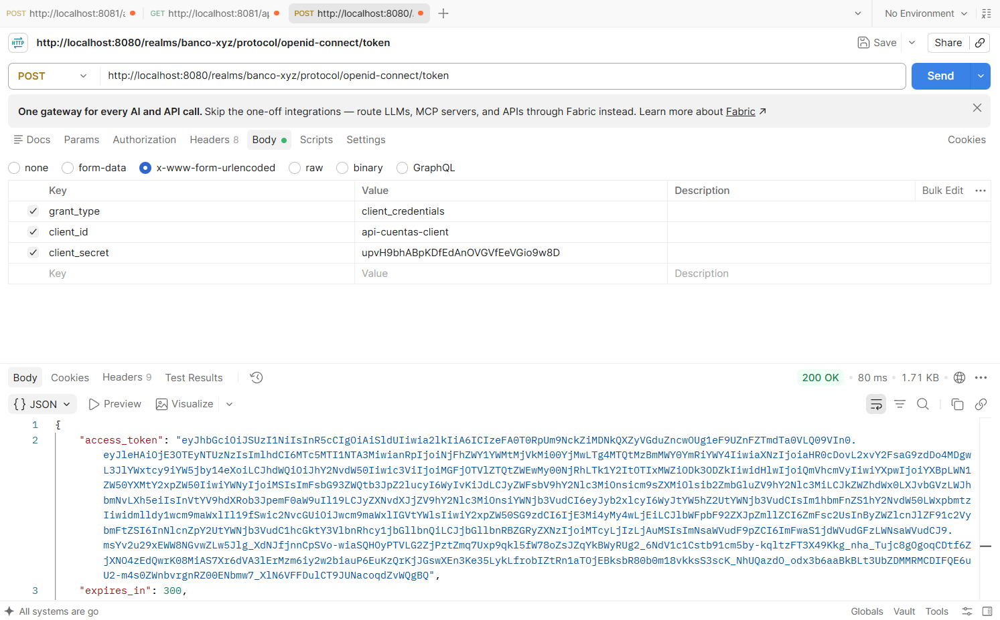 POST http://localhost:8081/a
GET http://localhost:8081/ap
POST http://localhost:8080/
No Environment
HTTP http://localhost:8080/realms/banco-xyz/protocol/openid-connect/token
Save
Share
POST http://localhost:8080/realms/banco-xyz/protocol/openid-connect/token
Send
One gateway for every AI and API call. Skip the one-off integrations — route LLMs, MCP servers, and APIs through Fabric instead. Learn more about Fabric ↗
Docs Params Authorization Headers 8 Body Scripts Settings Cookies
none form-data x-www-form-urlencoded raw binary GraphQL
Key Value Description Bulk Edit
grant_type client_credentials
client_id api-cuentas-client
client_secret upvH9bhABpKDfEdAnOVGVfEeVGio9w8D
Key Value Description
Body Cookies Headers 9 Test Results 200 OK 80 ms 1.71 KB
{} JSON Preview Visualize
1 {
2 "access_token": "eyJhbGciOiJSUzI1NiIsInR5cCIgOiAiSldUIiwia2lkIiA6ICIzeFA0T0RpUm9NckZiMDNkQXZyVGduZncwOUg1eF9UZnFZTmdTa0VLQ09VIn0.
eyJleHAiOjE3OTEyNTUzNzIsImlhdCI6MTc5MTI1NTA3MiwianRpIjoiNjFhZWY1YWMtMjVkMi00YjMwLTg4MTQtMzBmMWY0YmRiYWY4IiwiaXNzIjoiaHR0cDovL2xvY2FsaG9zdDo4MDgw
L3JlYWxtcy9iYW5jby14eXoiLCJhdWQiOiJhY2NvdW50Iiwic3ViIjoiMGFjOTVlZTQtZWEwMy00NjRhLTk1Y2ItOTIxMWZiODk3ODZkIiwidHlwIjoiQmVhcmVyIiwiYXpwIjoiYXBpLWN1
ZW50YXMtY2xpZW50IiwiYWNyIjoiMSIsImFsbG93ZWQtb3JpZ2lucyI6WyIvKiJdLCJyZWFsbV9hY2Nlc3MiOnsicm9sZXMiOlsib2ZmbGluZV9hY2Nlc3MiLCJkZWZhdWx0LXJvbGVzLWJh
bmNvLXh5eiIsInVtYV9hdXRob3JpemF0aW9uIl19LCJyZXNvdXJjZV9hY2Nlc3MiOnsiYWNjb3VudCI6eyJyb2xlcyI6WyJtYW5hZ2UtYWNjb3VudCIsIm1hbmFnZS1hY2NvdW50LWxpbmtz
Iiwidmlldy1wcm9maWxlIl19fSwic2NvcGUiOiJwcm9maWxlIGVtYWlsIiwiY2xpZW50SG9zdCI6IjE3Mi4yMy4wLjEiLCJlbWFpbF92ZXJpZmllZCI6ZmFsc2UsInByZWZlcnJlZF91c2Vy
bmFtZSI6InNlcnZpY2UtYWNjb3VudC1hcGktY3VlbnRhcy1jbGllbnQiLCJjbGllbnRBZGRyZXNzIjoiMTcyLjIzLjAuMSIsImNsaWVudF9pZCI6ImFwaS1jdWVudGFzLWNsaWVudCJ9.
msYv2u29xEWW8NGvwZLw5Jlg_XdNJfjnnCpSVo-wiaSQHOyPTVLG2ZjPztZmq7Uxp9qkl5fW78oZsJZqYkBWyRUg2_6NdV1c1Cstb91cm5by-kqltzFT3X49Kkg_nha_Tujc8gOgoqCDtf6Z
jXNO4zEdQwrK08MiAS7Xr6dVA3lErMzm6iy2w2biauP6EuKzQrKjJGswXEn3Ke35LykLfrobIZtRn1aTOjEBksbR80b0m18vkksS3scK_NhUQazdO_odx3b6aaBkBLt3UbZDMMRMCDIFQE6u
U2-m4s0ZWnbvrgnRZ00ENbmw7_XlN6VFFDulCT9JUNacoqdZvWQgBQ",
3 "expires_in": 300,
All systems are go
Globals Vault Tools